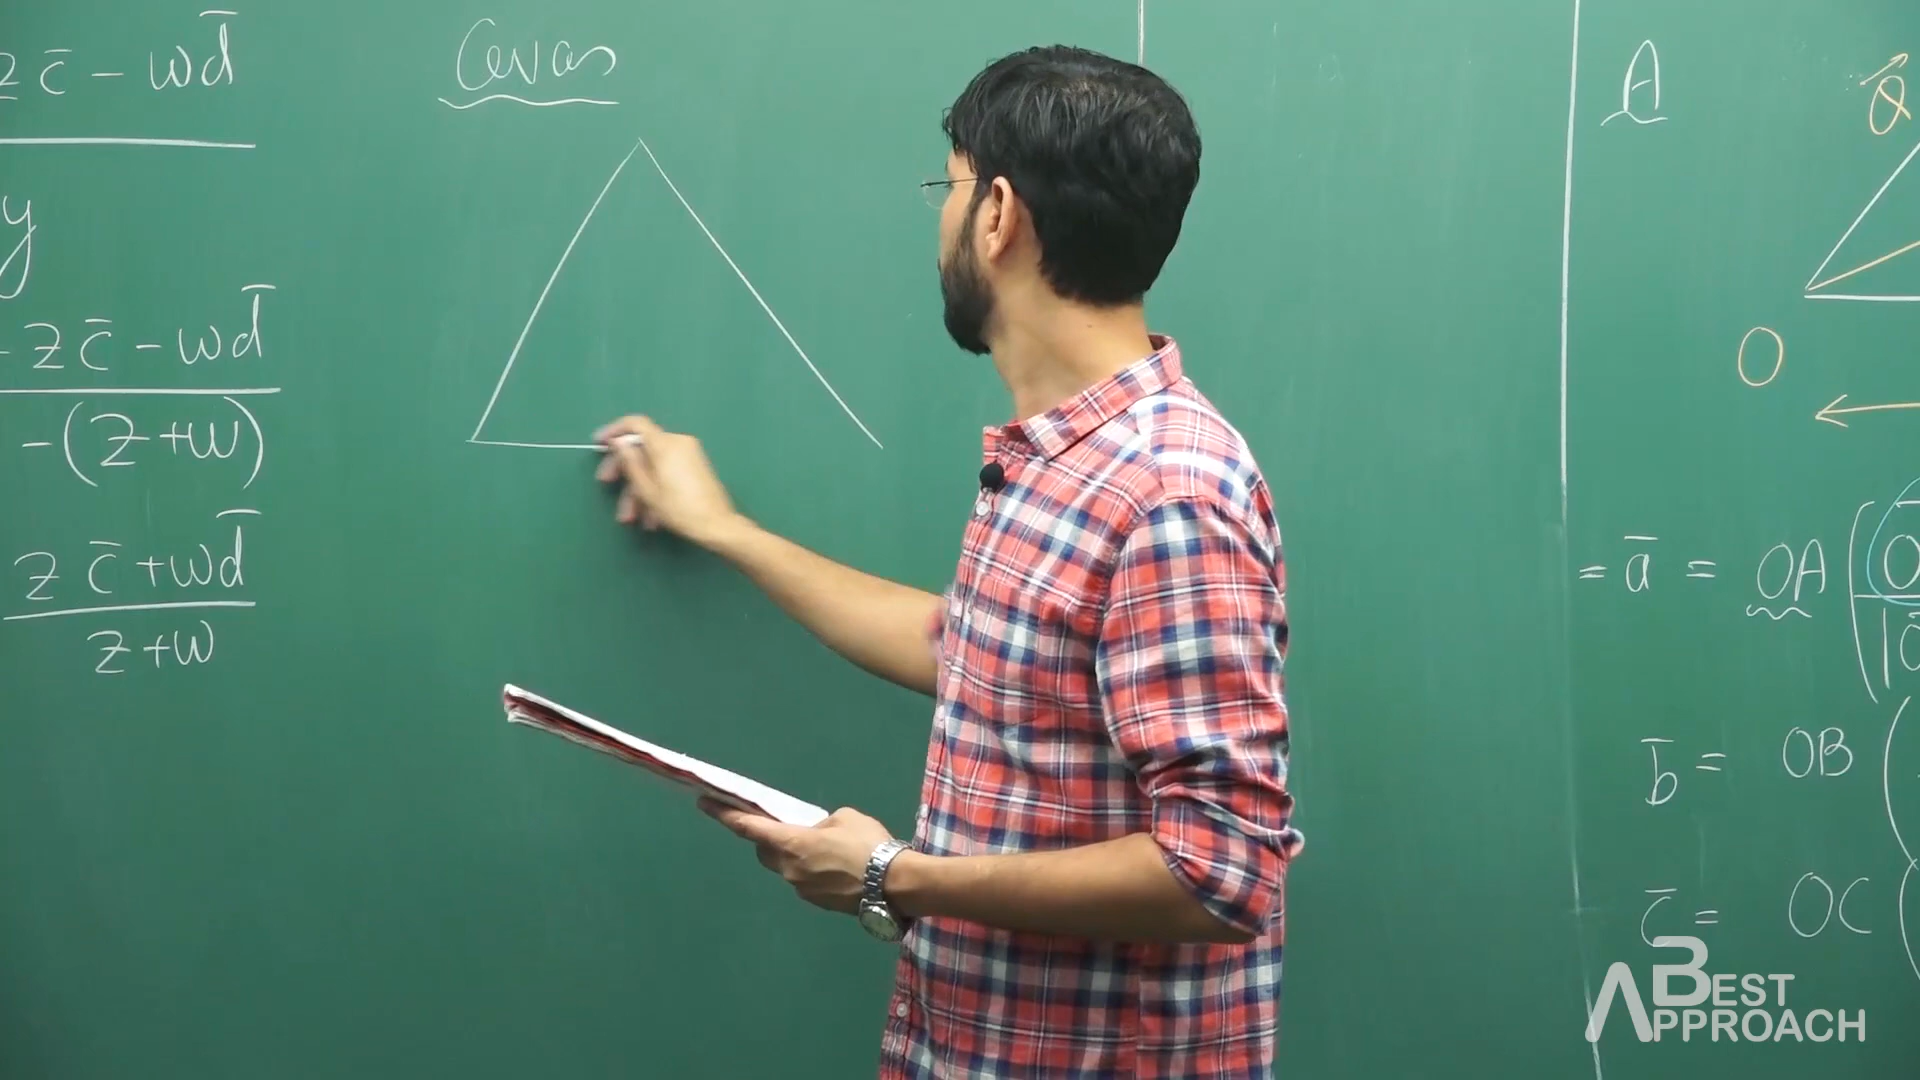 z c̄ − w d̄
y
− z c̄ − w d̄
−(z+w)
z c̄ + w d̄
z+w
Cevas
A
Q
O
= ā = OA
b̄ = OB
c̄ = OC
A BEST
APPROACH